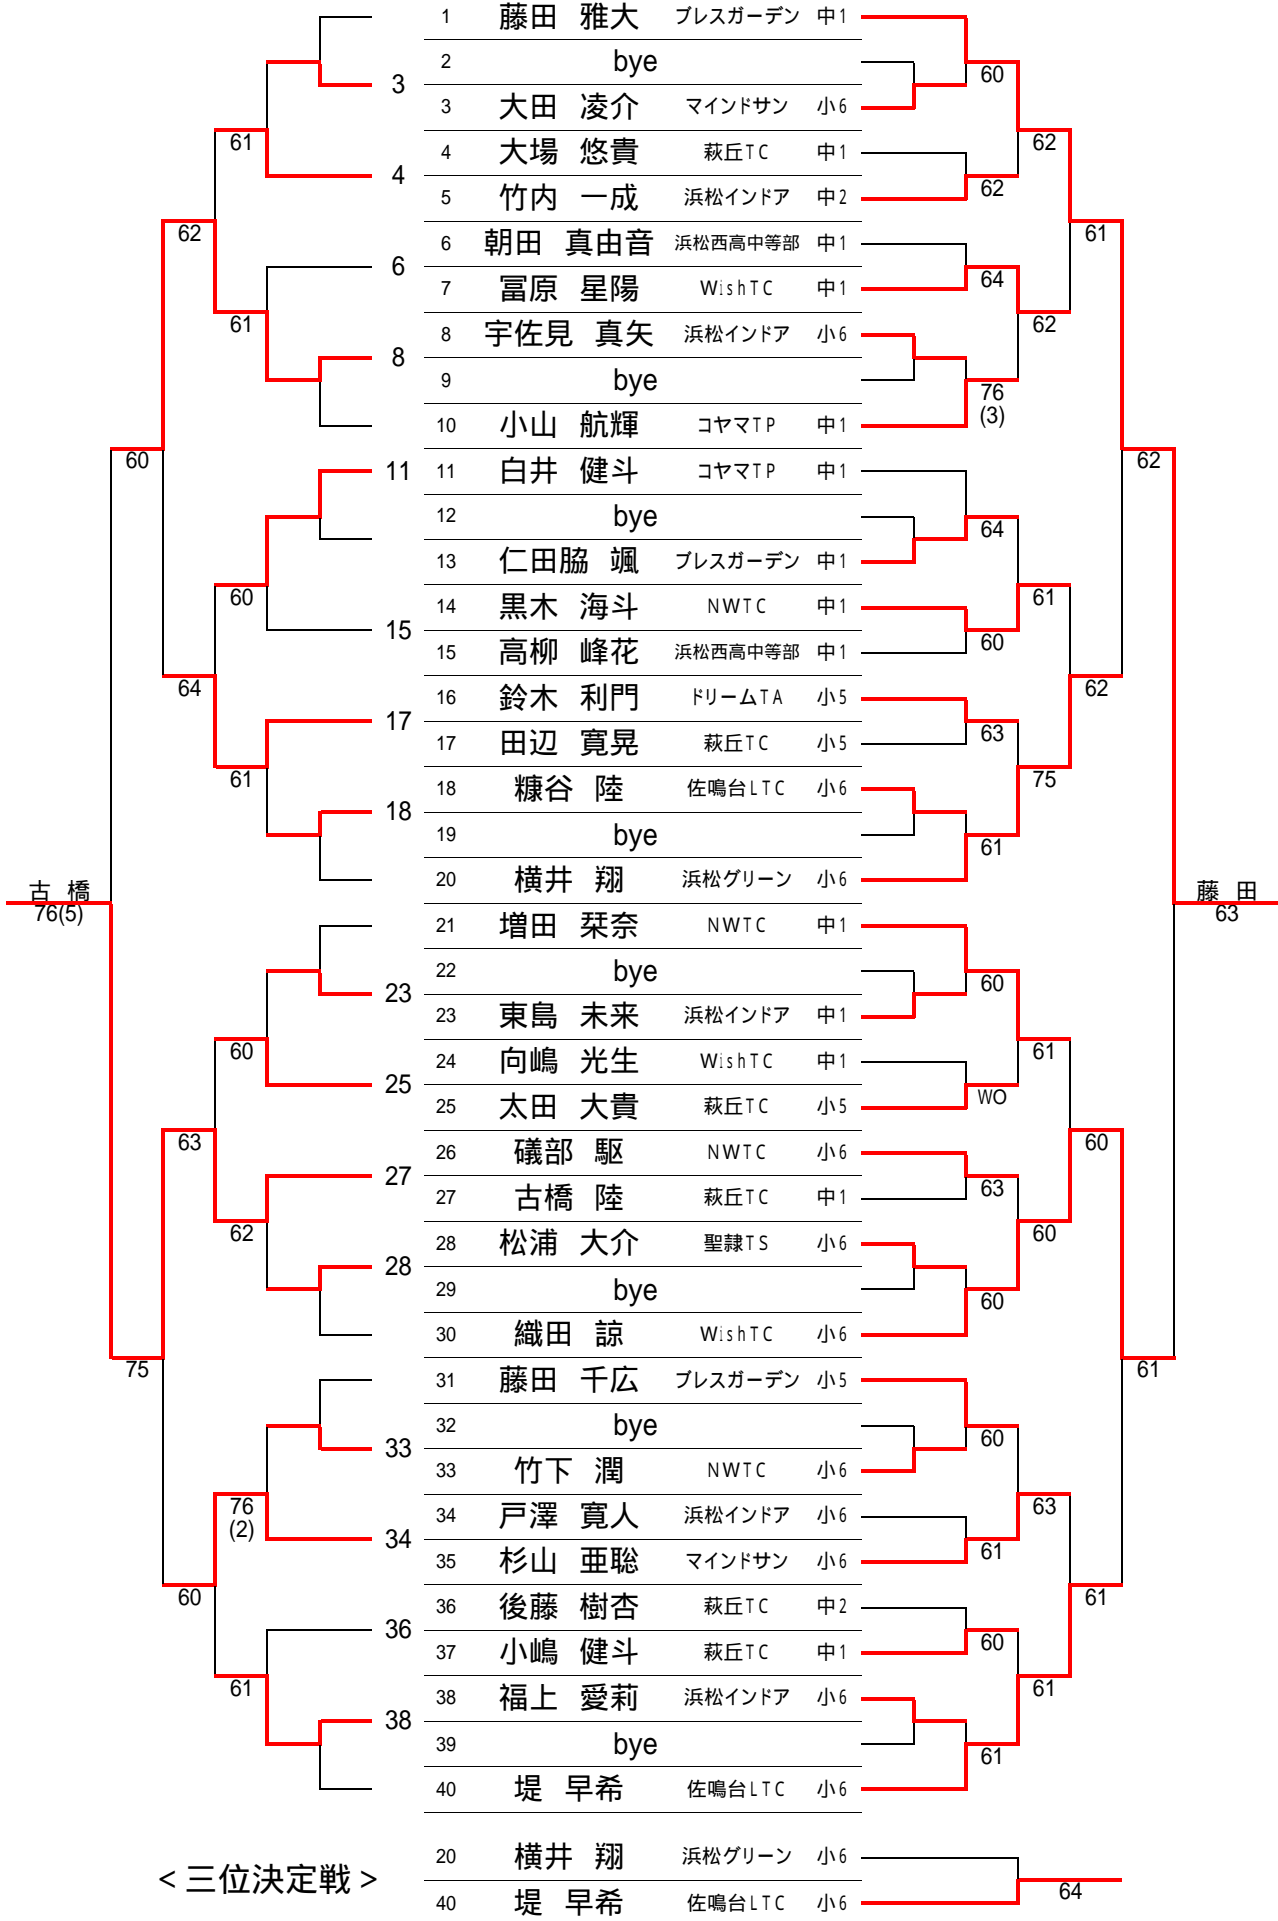 1 藤田 雅大 ブレスガーデン 中1
2 bye
60
3
3 大田 凌介 マインドサン 小6
61
62
4 大場 悠貴 萩丘TC 中1
4
62
5 竹内 一成 浜松インドア 中2
62
61
6 朝田 真由音 浜松西高中等部 中1
6
64
7 冨原 星陽 WishTC 中1
61
62
8 宇佐見 真矢 浜松インドア 小6
8
9 bye
76
(3)
10 小山 航輝 コヤマTP 中1
60
62
11
11 白井 健斗 コヤマTP 中1
12 bye
64
13 仁田脇 颯 ブレスガーデン 中1
60
61
14 黒木 海斗 NWTC 中1
15
60
15 高柳 峰花 浜松西高中等部 中1
64
62
16 鈴木 利門 ドリームTA 小5
17
63
17 田辺 寛晃 萩丘TC 小5
61
75
18 糠谷 陸 佐鳴台LTC 小6
18
19 bye
61
20 横井 翔 浜松グリーン 小6
古 橋
76(5)
藤 田
63
21 増田 栞奈 NWTC 中1
22 bye
60
23
23 東島 未来 浜松インドア 中1
60
61
24 向嶋 光生 WishTC 中1
25
WO
25 太田 大貴 萩丘TC 小5
63
60
26 礒部 駆 NWTC 小6
27
63
27 古橋 陸 萩丘TC 中1
62
60
28 松浦 大介 聖隷TS 小6
28
29 bye
60
30 織田 諒 WishTC 小6
75
61
31 藤田 千広 ブレスガーデン 小5
32 bye
60
33
33 竹下 潤 NWTC 小6
76
(2)
63
34 戸澤 寛人 浜松インドア 小6
34
61
35 杉山 亜聡 マインドサン 小6
60
61
36 後藤 樹杏 萩丘TC 中2
36
60
37 小嶋 健斗 萩丘TC 中1
61
61
38 福上 愛莉 浜松インドア 小6
38
39 bye
61
40 堤 早希 佐鳴台LTC 小6
＜三位決定戦＞
20 横井 翔 浜松グリーン 小6
64
40 堤 早希 佐鳴台LTC 小6